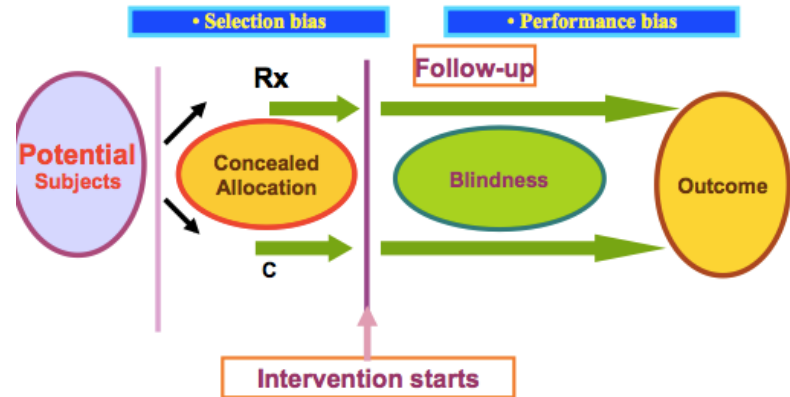 • Selection bias
• Performance bias
Follow-up
Rx
Potential
Subjects
Concealed
Allocation
Blindness
Outcome
C
Intervention starts